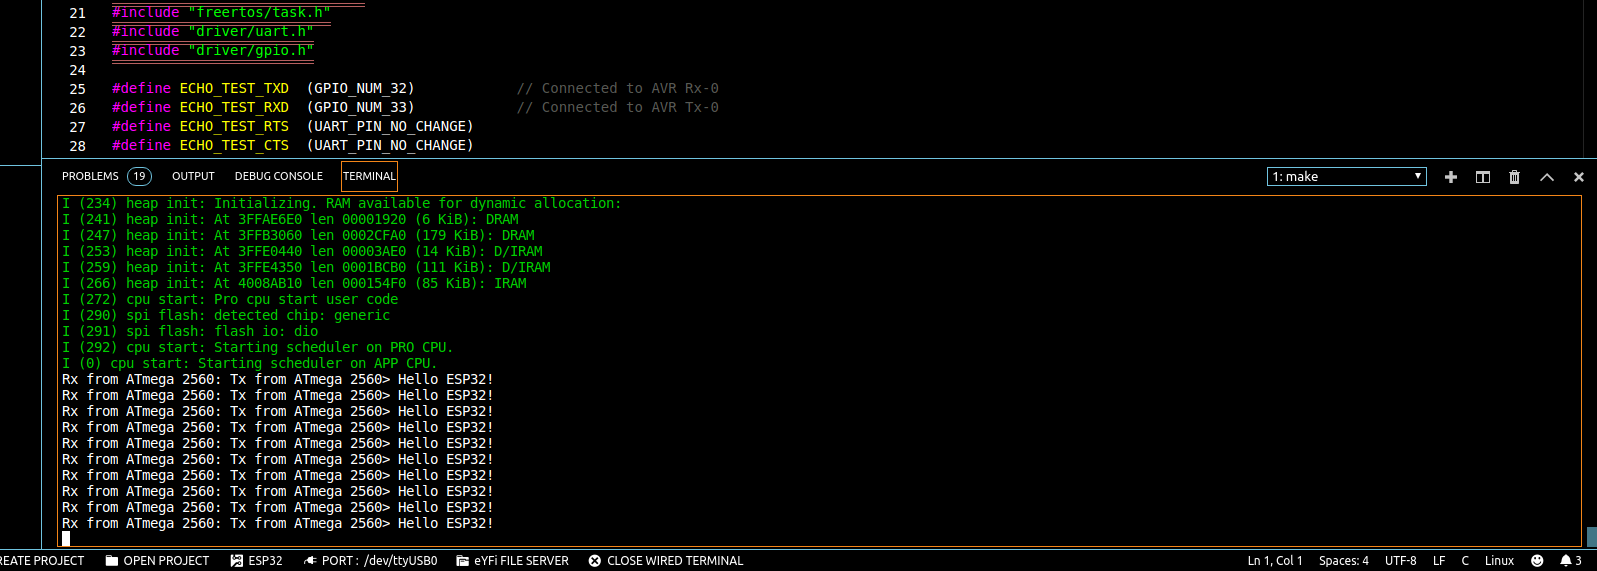 21 #include "freertos/task.h"
22 #include "driver/uart.h"
23 #include "driver/gpio.h"
24
25 #define ECHO_TEST_TXD (GPIO_NUM_32) // Connected to AVR Rx-0
26 #define ECHO_TEST_RXD (GPIO_NUM_33) // Connected to AVR Tx-0
27 #define ECHO_TEST_RTS (UART_PIN_NO_CHANGE)
28 #define ECHO_TEST_CTS (UART_PIN_NO_CHANGE)
PROBLEMS 19 OUTPUT DEBUG CONSOLE TERMINAL 1: make
I (234) heap init: Initializing. RAM available for dynamic allocation:
I (241) heap init: At 3FFAE6E0 len 00001920 (6 KiB): DRAM
I (247) heap init: At 3FFB3060 len 0002CFA0 (179 KiB): DRAM
I (253) heap init: At 3FFE0440 len 00003AE0 (14 KiB): D/IRAM
I (259) heap init: At 3FFE4350 len 0001BCB0 (111 KiB): D/IRAM
I (266) heap init: At 4008AB10 len 000154F0 (85 KiB): IRAM
I (272) cpu start: Pro cpu start user code
I (290) spi flash: detected chip: generic
I (291) spi flash: flash io: dio
I (292) cpu start: Starting scheduler on PRO CPU.
I (0) cpu start: Starting scheduler on APP CPU.
Rx from ATmega 2560: Tx from ATmega 2560> Hello ESP32!
Rx from ATmega 2560: Tx from ATmega 2560> Hello ESP32!
Rx from ATmega 2560: Tx from ATmega 2560> Hello ESP32!
Rx from ATmega 2560: Tx from ATmega 2560> Hello ESP32!
Rx from ATmega 2560: Tx from ATmega 2560> Hello ESP32!
Rx from ATmega 2560: Tx from ATmega 2560> Hello ESP32!
Rx from ATmega 2560: Tx from ATmega 2560> Hello ESP32!
Rx from ATmega 2560: Tx from ATmega 2560> Hello ESP32!
Rx from ATmega 2560: Tx from ATmega 2560> Hello ESP32!
Rx from ATmega 2560: Tx from ATmega 2560> Hello ESP32!
REATE PROJECT OPEN PROJECT ESP32 PORT : /dev/ttyUSB0 eYFi FILE SERVER CLOSE WIRED TERMINAL Ln 1, Col 1 Spaces: 4 UTF-8 LF C Linux 3